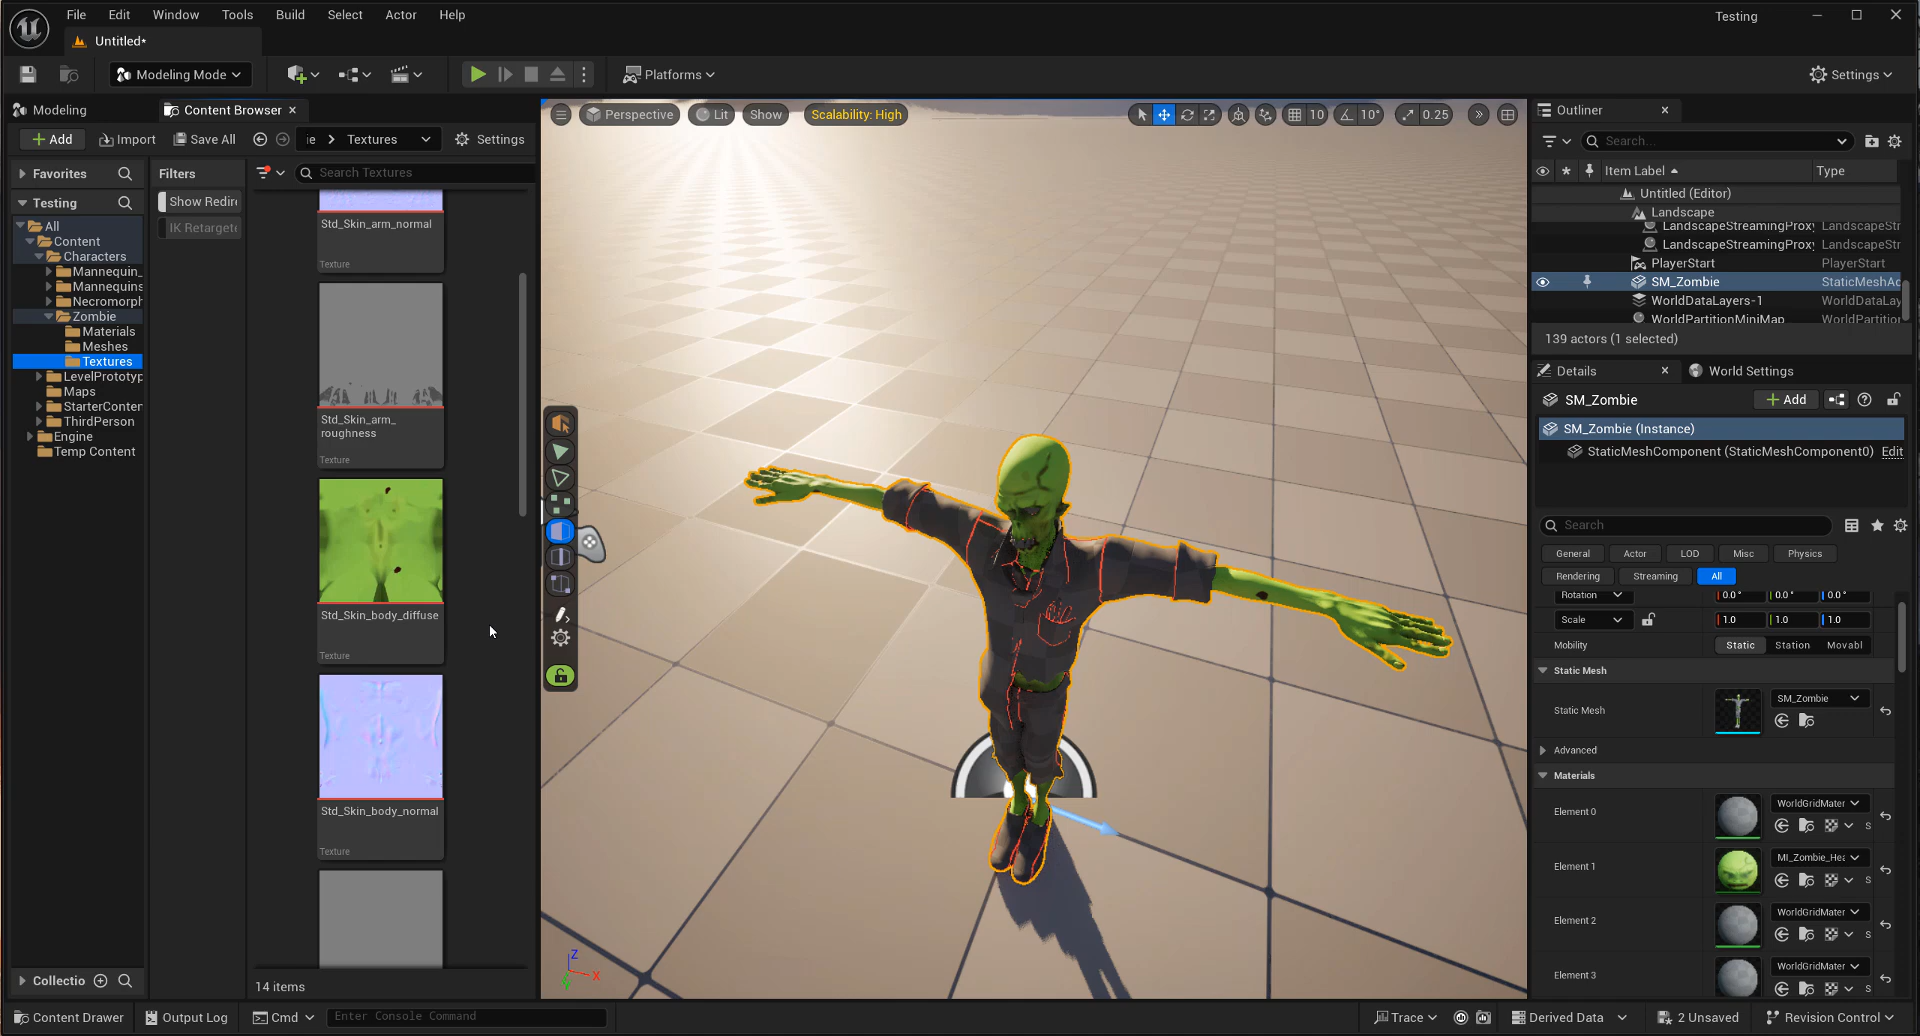 File Edit Window Tools Build Select Actor Help
Testing
Untitled*
Modeling Mode
Platforms
Settings
Modeling
Content Browser
Add
Import
Save All
ie
Textures
Settings
Favorites
Testing
All
Content
Characters
Mannequin_
Mannequins
Necromorph
Zombie
Materials
Meshes
Textures
LevelPrototyp
Maps
StarterConten
ThirdPerson
Engine
Temp Content
Collectio
Filters
Show Redire
IK Retargete
Search Textures
Std_Skin_arm_normal
Texture
Std_Skin_arm_
roughness
Texture
Std_Skin_body_diffuse
Texture
Std_Skin_body_normal
Texture
14 items
Perspective
Lit
Show
Scalability: High
10
10°
0.25
Z
X
Outliner
Search...
Item Label
Type
Untitled (Editor)
Landscape
LandscapeStreamingProxy LandscapeStr
LandscapeStreamingProxy LandscapeStr
PlayerStart PlayerStart
SM_Zombie StaticMeshAc
WorldDataLayers-1 WorldDataLay
WorldPartitionMiniMap WorldPartition
139 actors (1 selected)
Details
World Settings
SM_Zombie
Add
SM_Zombie (Instance)
StaticMeshComponent (StaticMeshComponent0) Edit
Search
General Actor LOD Misc Physics
Rendering Streaming All
Rotation 0.0° 0.0° 0.0°
Scale 1.0 1.0 1.0
Mobility Static Station Movabl
Static Mesh
Static Mesh SM_Zombie
Advanced
Materials
Element 0 WorldGridMater
S
Element 1 MI_Zombie_Hea
S
Element 2 WorldGridMater
S
Element 3 WorldGridMater
S
Content Drawer
Output Log
Cmd
Enter Console Command
Trace
Derived Data
2 Unsaved
Revision Control